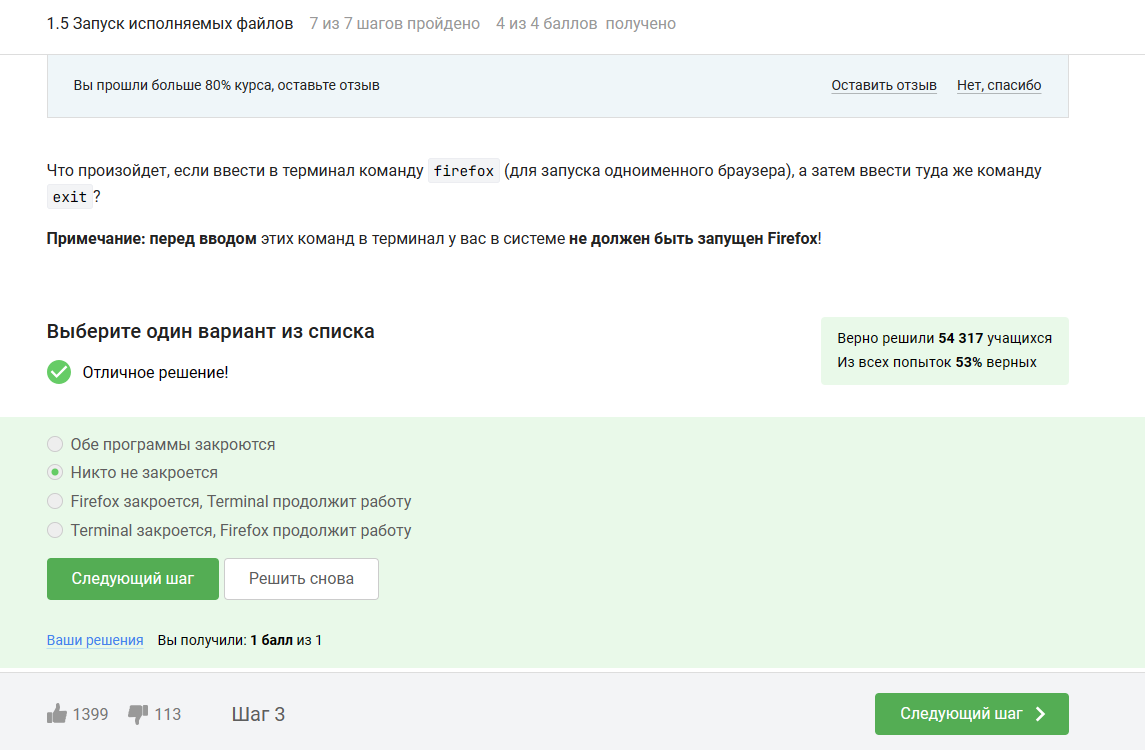 1.5 Запуск исполняемых файлов 7 из 7 шагов пройдено 4 из 4 баллов получено
Вы прошли больше 80% курса, оставьте отзыв Оставить отзыв Нет, спасибо
Что произойдет, если ввести в терминал команду firefox (для запуска одноименного браузера), а затем ввести туда же команду
exit ?
Примечание: перед вводом этих команд в терминал у вас в системе не должен быть запущен Firefox!
Выберите один вариант из списка
Отличное решение!
Верно решили 54 317 учащихся
Из всех попыток 53% верных
Обе программы закроются
Никто не закроется
Firefox закроется, Terminal продолжит работу
Terminal закроется, Firefox продолжит работу
Следующий шаг Решить снова
Ваши решения Вы получили: 1 балл из 1
1399 113 Шаг 3 Следующий шаг